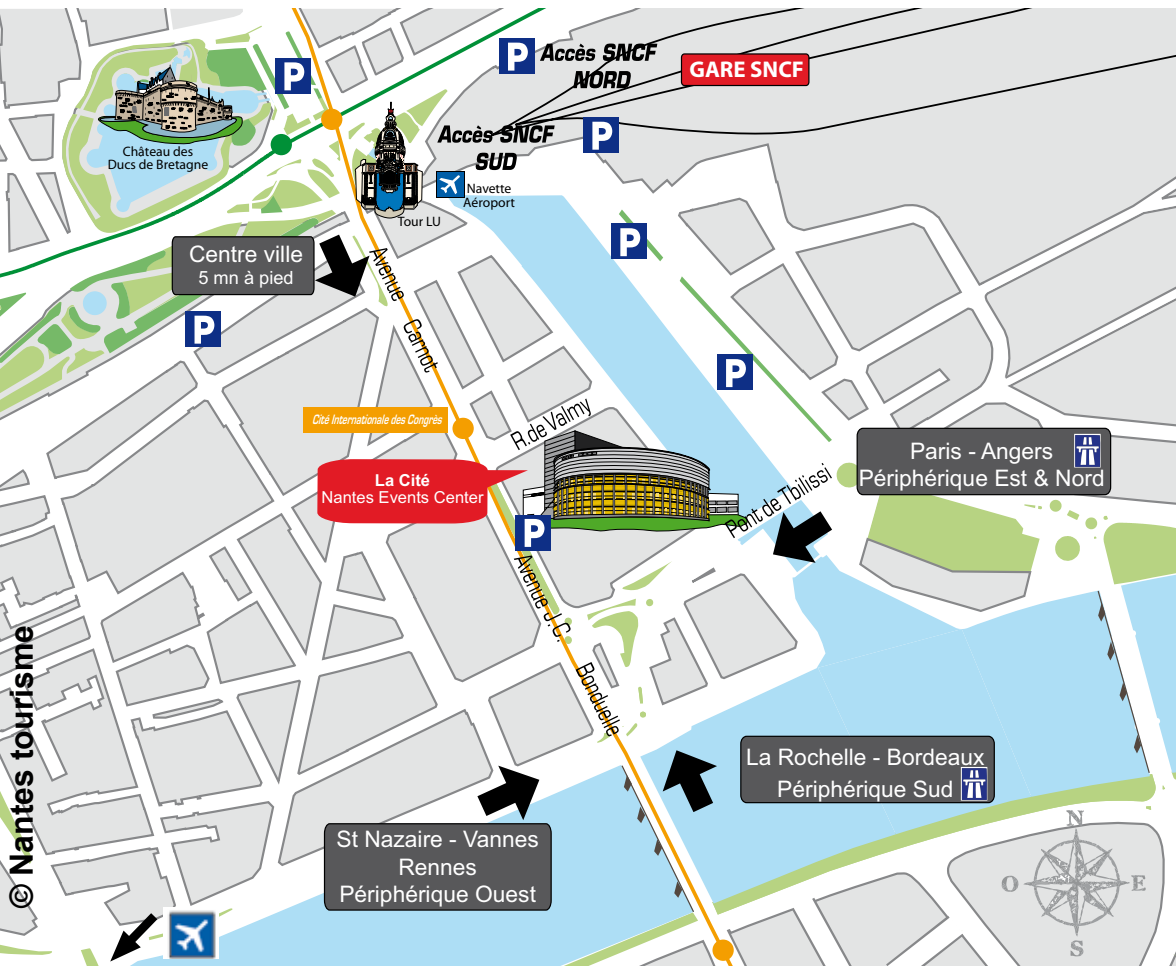 P
Accès SNCF
NORD
GARE SNCF
P
Accès SNCF
SUD
P
Château des
Ducs de Bretagne
Navette
Aéroport
Tour LU
Centre ville
5 mn à pied
P
P
P
Avenue Carnot
Cité Internationale des Congrès
R.de Valmy
La Cité
Nantes Events Center
P
Pont de Tbilissi
Paris - Angers
Périphérique Est & Nord
Avenue J.C. Bonduelle
La Rochelle - Bordeaux
Périphérique Sud
St Nazaire - Vannes
Rennes
Périphérique Ouest
© Nantes tourisme
N
O
E
S